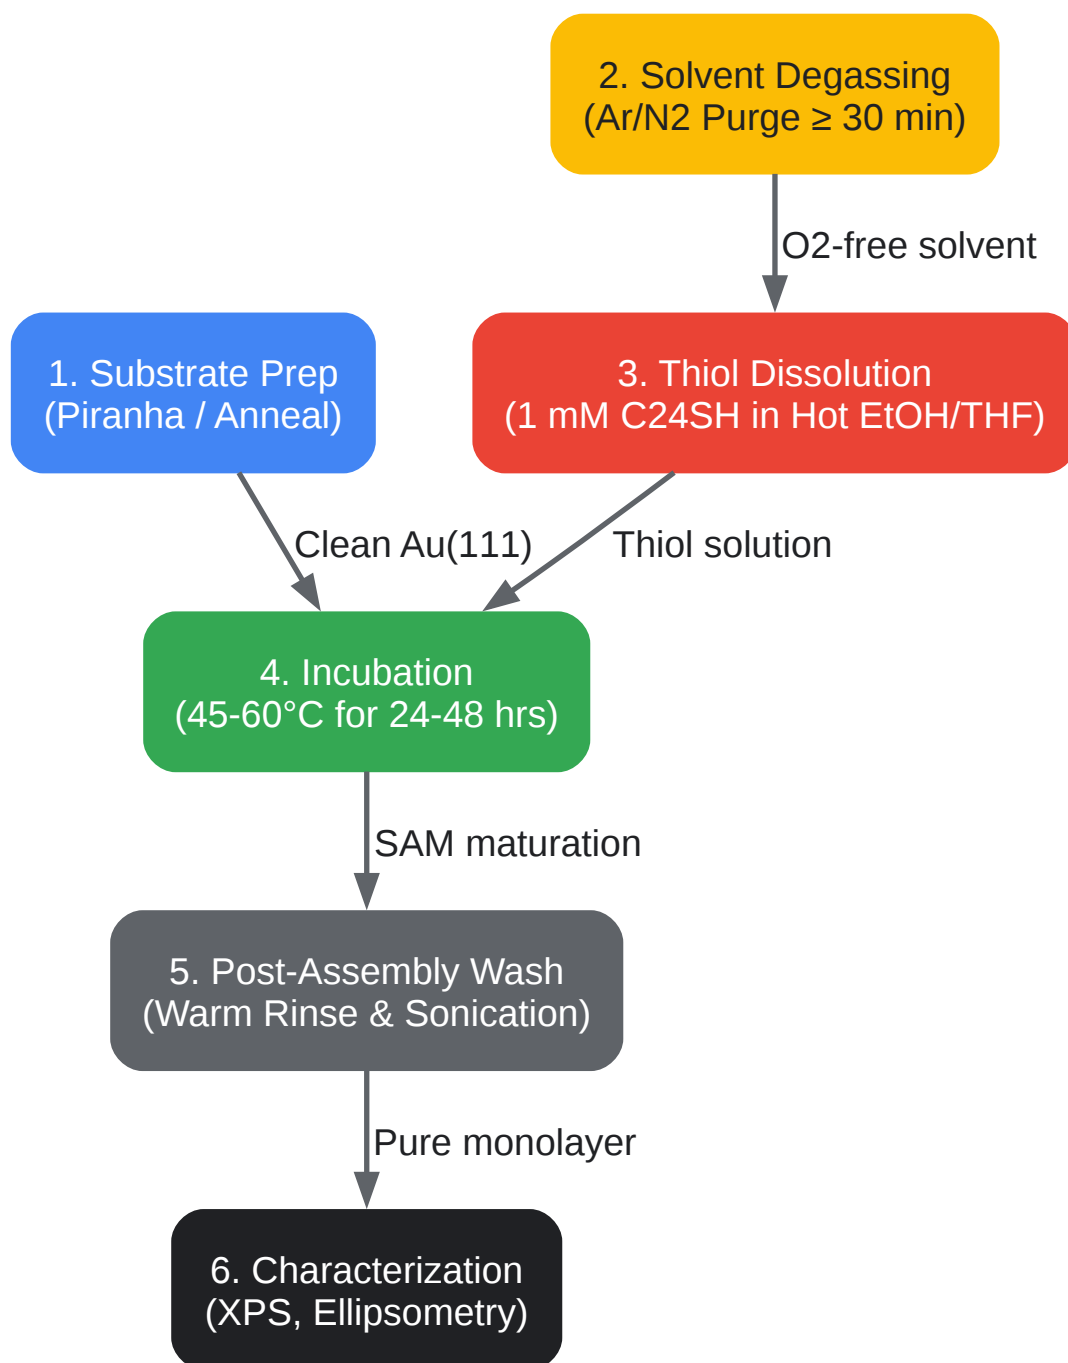 2. Solvent Degassing
(Ar/N2 Purge ≥ 30 min)
O2-free solvent
1. Substrate Prep
(Piranha / Anneal)
3. Thiol Dissolution
(1 mM C24SH in Hot EtOH/THF)
Clean Au(111)
Thiol solution
4. Incubation
(45-60°C for 24-48 hrs)
SAM maturation
5. Post-Assembly Wash
(Warm Rinse & Sonication)
Pure monolayer
6. Characterization
(XPS, Ellipsometry)